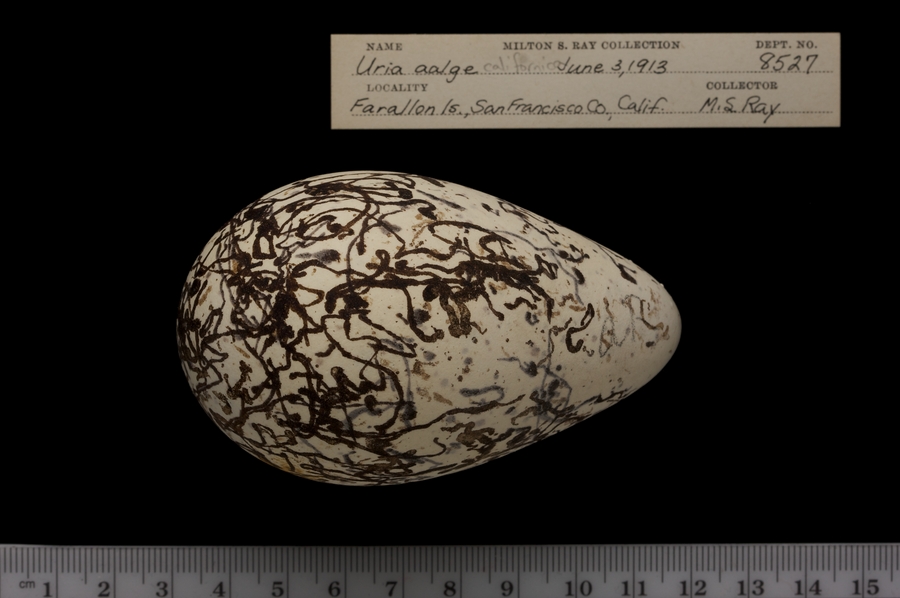 NAME MILTON S. RAY COLLECTION DEPT. NO.
Uria aalge californica June 3, 1913 8527
LOCALITY COLLECTOR
Farallon Is., San Francisco Co, Calif. M.S. Ray
cm 1 2 3 4 5 6 7 8 9 10 11 12 13 14 15